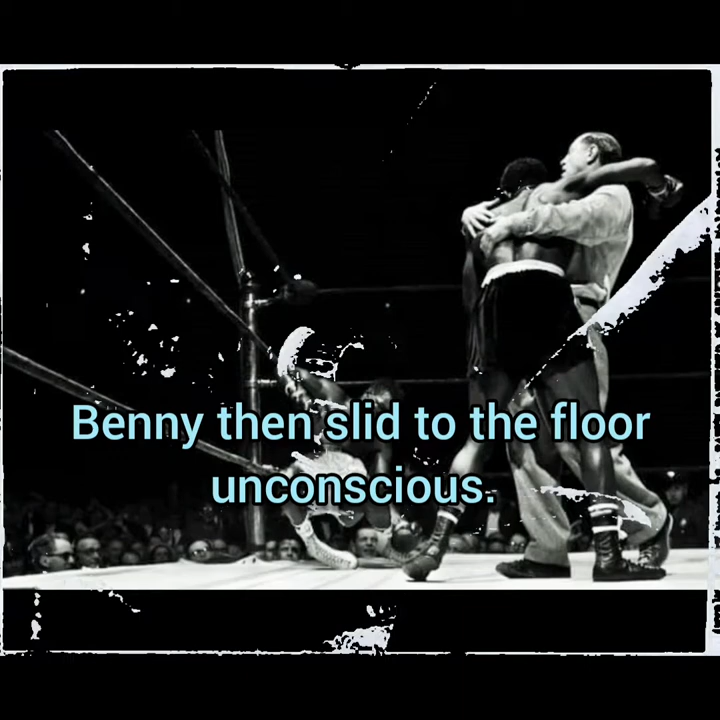 Benny then slid to the floor
unconscious.